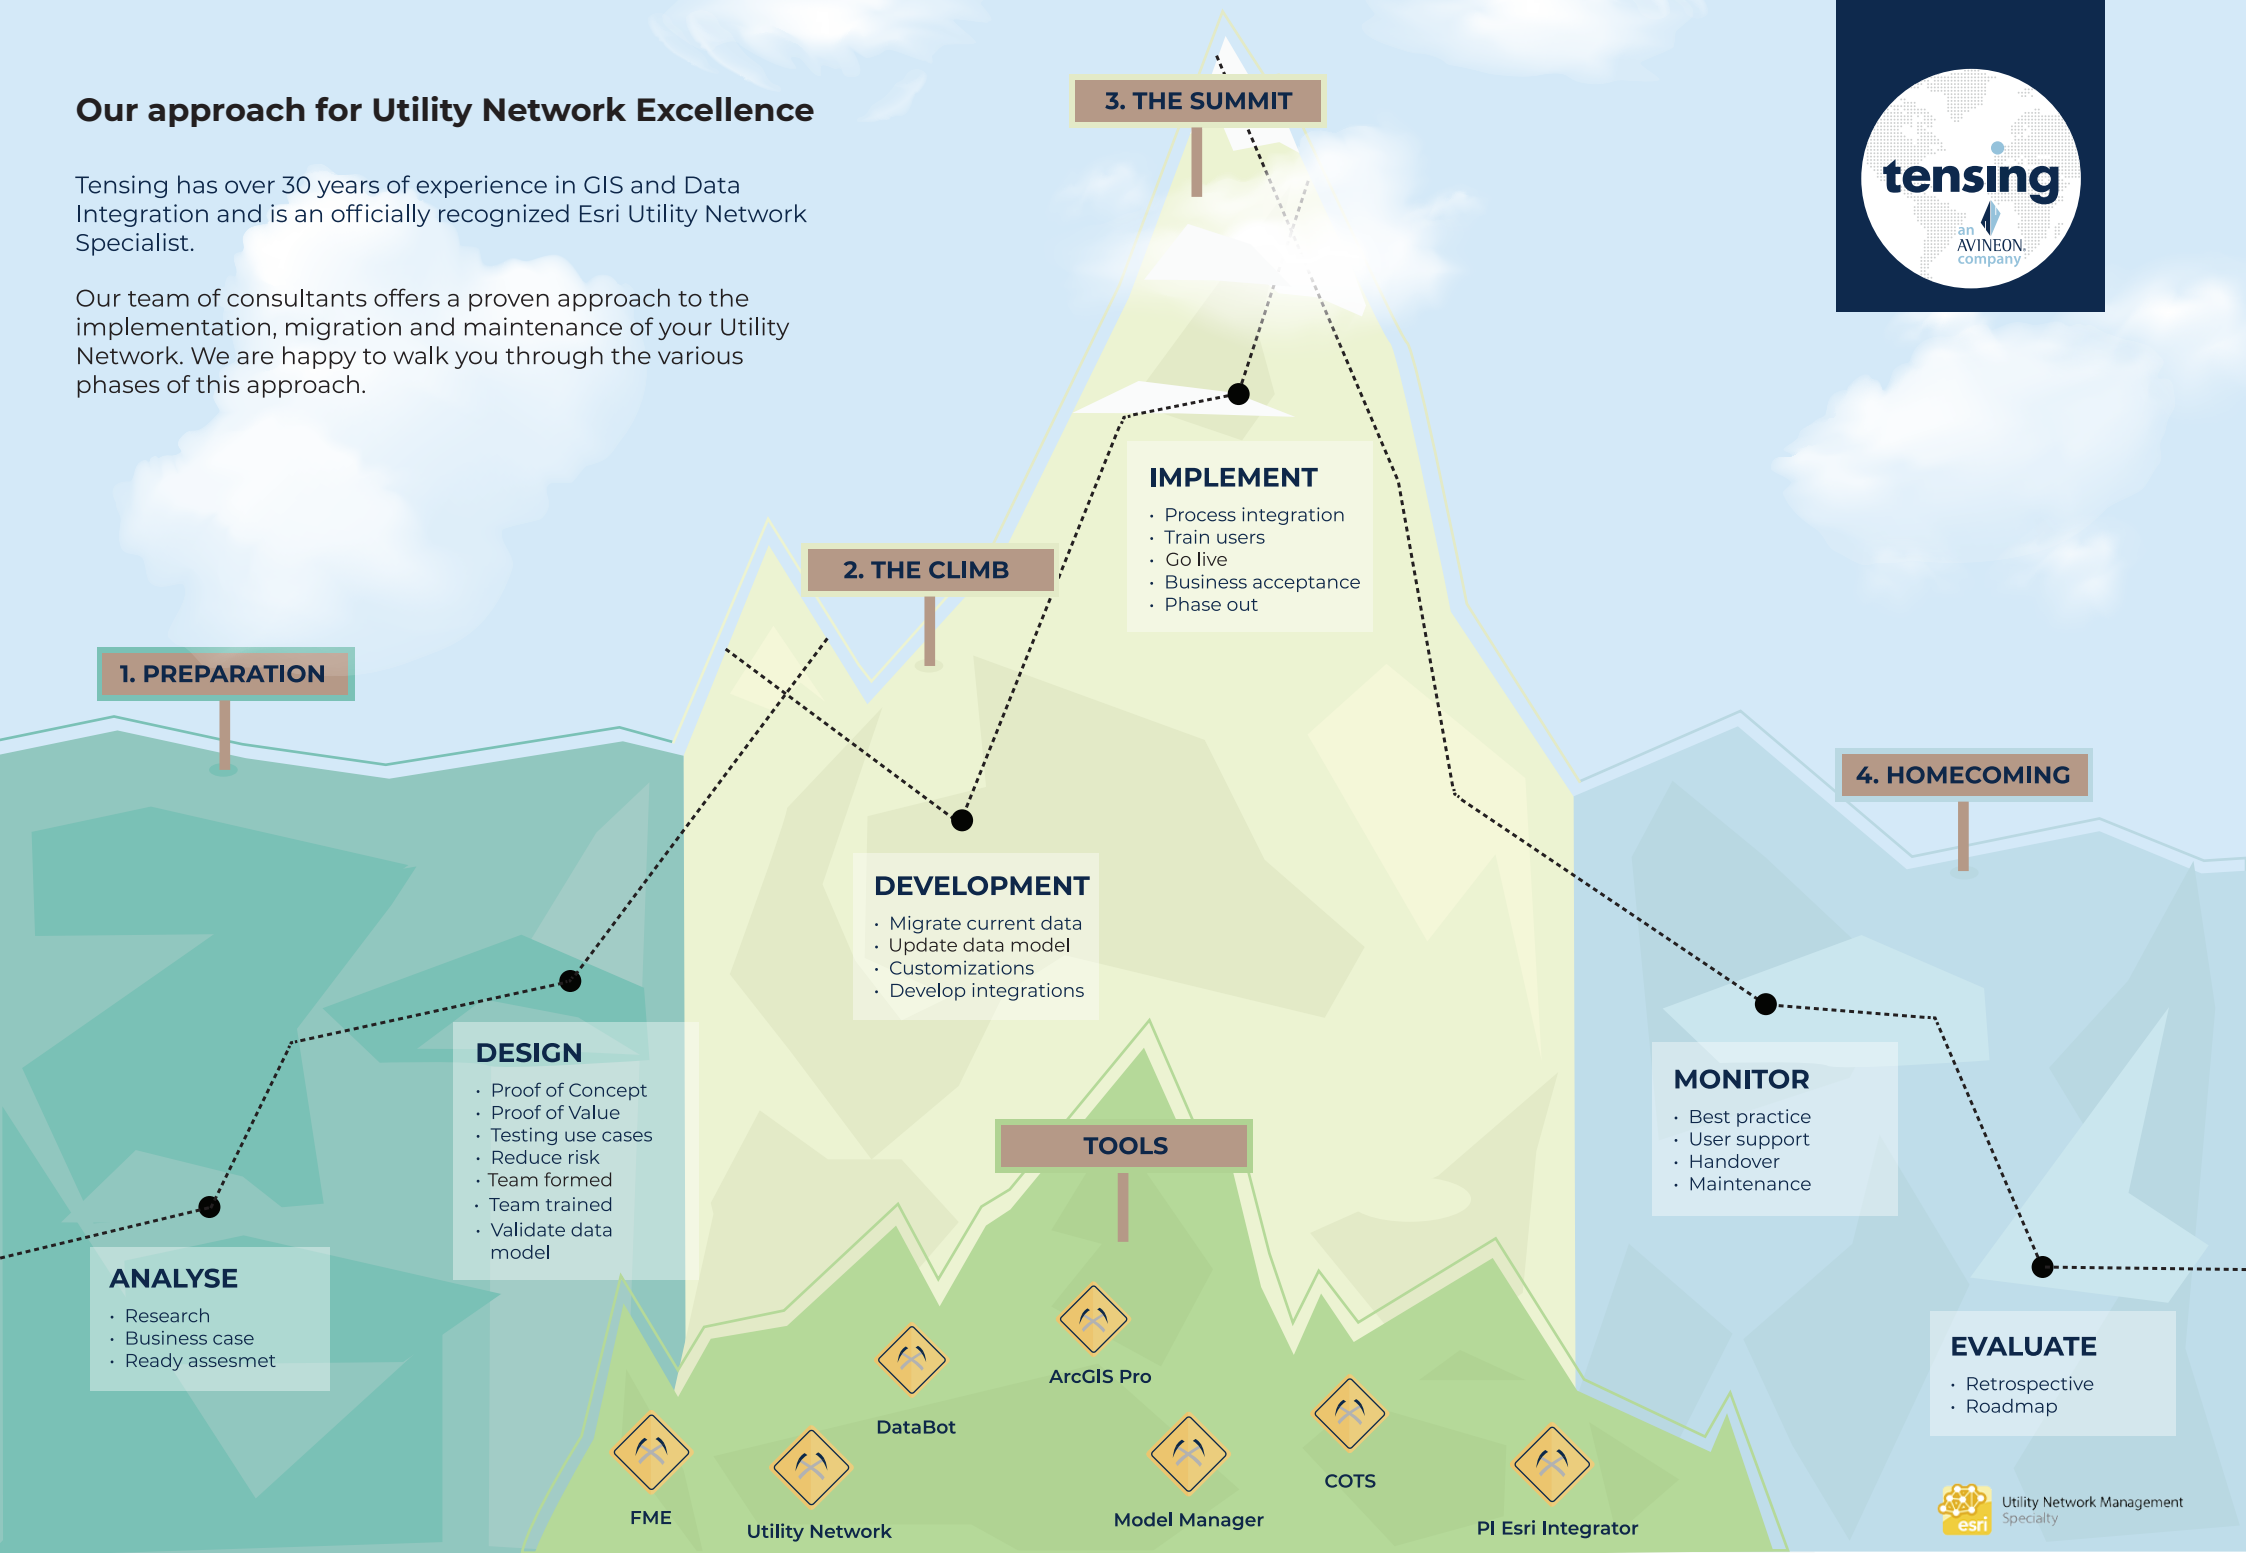 Our approach for Utility Network Excellence
Tensing has over 30 years of experience in GIS and Data
Integration and is an officially recognized Esri Utility Network
Specialist.
Our team of consultants offers a proven approach to the
implementation, migration and maintenance of your Utility
Network. We are happy to walk you through the various
phases of this approach.
tensing
an
AVINEON®
company
1. PREPARATION
ANALYSE
• Research
• Business case
• Ready assesmet
DESIGN
• Proof of Concept
• Proof of Value
• Testing use cases
• Reduce risk
• Team formed
• Team trained
• Validate data
model
2. THE CLIMB
DEVELOPMENT
• Migrate current data
• Update data model
• Customizations
• Develop integrations
3. THE SUMMIT
IMPLEMENT
• Process integration
• Train users
• Go live
• Business acceptance
• Phase out
4. HOMECOMING
MONITOR
• Best practice
• User support
• Handover
• Maintenance
EVALUATE
• Retrospective
• Roadmap
TOOLS
FME
Utility Network
DataBot
ArcGIS Pro
Model Manager
COTS
PI Esri Integrator
esri
Utility Network Management
Specialty